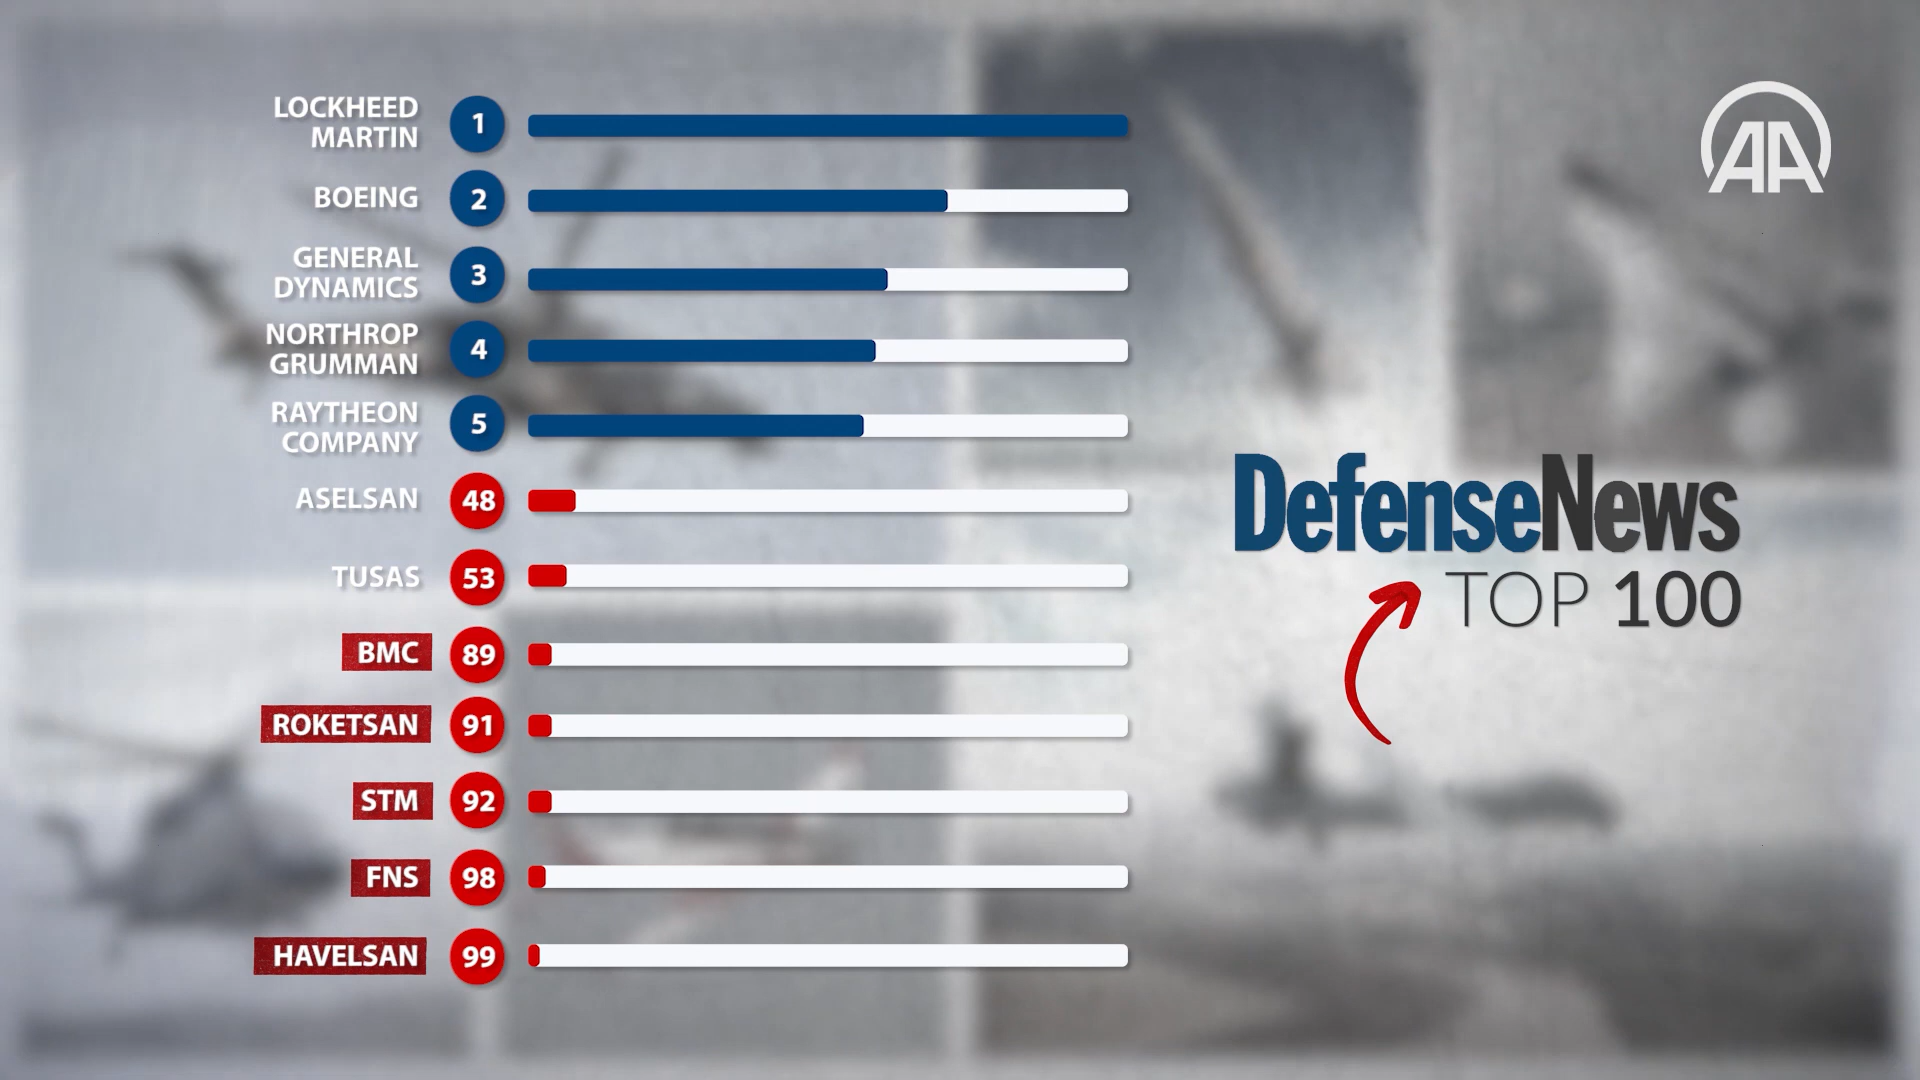 LOCKHEED
MARTIN
1
BOEING
2
GENERAL
DYNAMICS
3
NORTHROP
GRUMMAN
4
RAYTHEON
COMPANY
5
ASELSAN
48
TUSAS
53
BMC
89
ROKETSAN
91
STM
92
FNS
98
HAVELSAN
99
AA
DefenseNews
TOP 100